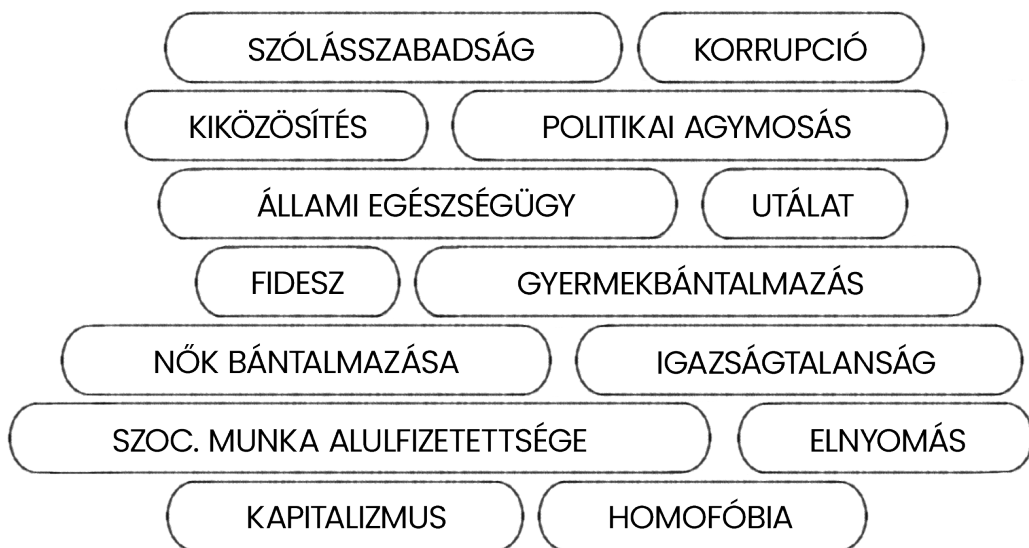 SZÓLÁSSZABADSÁG KORRUPCIÓ
KIKÖZÖSÍTÉS POLITIKAI AGYMOSÁS
ÁLLAMI EGÉSZSÉGÜGY UTÁLAT
FIDESZ GYERMEKBÁNTALMAZÁS
NŐK BÁNTALMAZÁSA IGAZSÁGTALANSÁG
SZOC. MUNKA ALULFIZETETTSÉGE ELNYOMÁS
KAPITALIZMUS HOMOFÓBIA